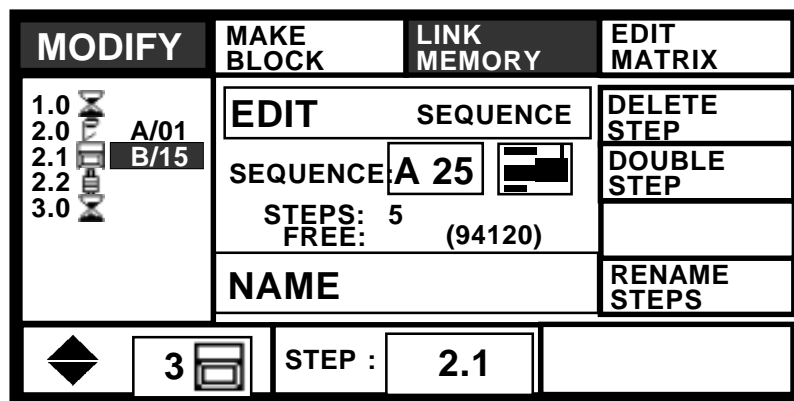 MODIFY
MAKE
BLOCK
LINK
MEMORY
EDIT
MATRIX
1.0
2.0 A/01
2.1 B/15
2.2
3.0
EDIT SEQUENCE
SEQUENCE: A 25
STEPS: 5
FREE: (94120)
NAME
DELETE
STEP
DOUBLE
STEP
RENAME
STEPS
3
STEP : 2.1